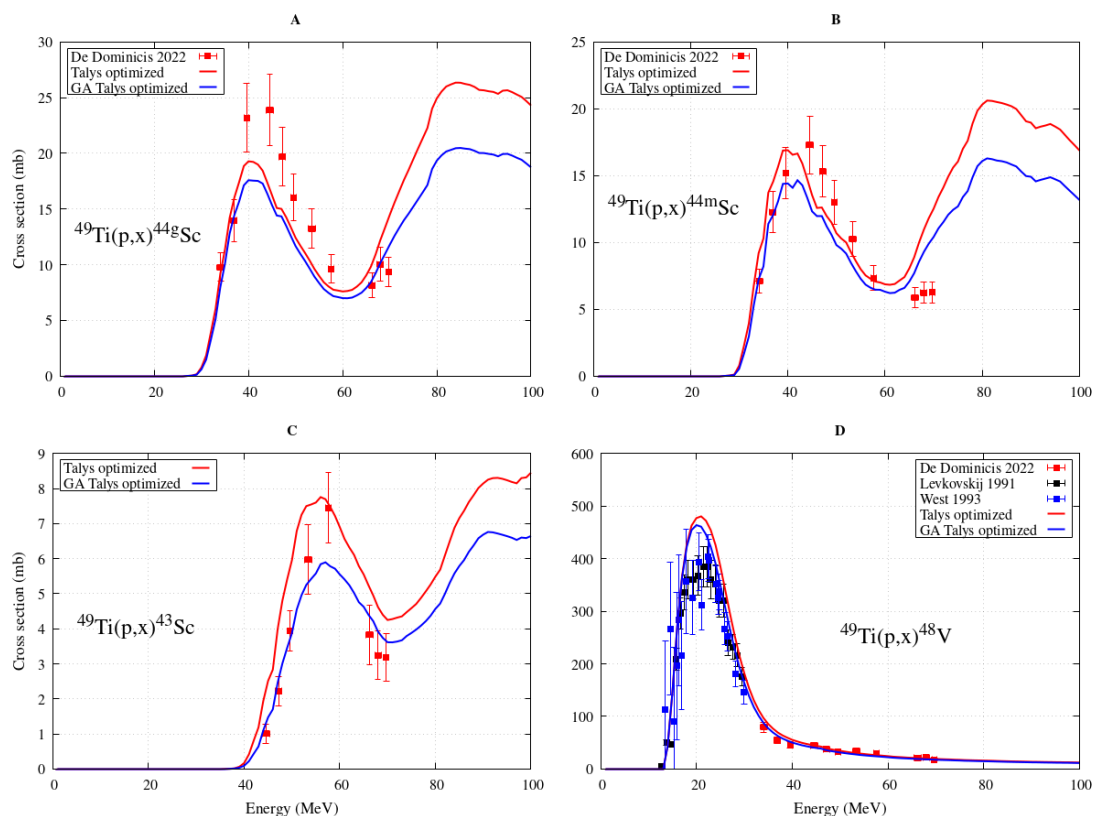 A
30
25
20
15
10
5
0
Cross section (mb)
De Dominicis 2022
Talys optimized
GA Talys optimized
⁴⁹Ti(p,x)⁴⁴ᵍSc
0 20 40 60 80 100
B
25
20
15
10
5
0
De Dominicis 2022
Talys optimized
GA Talys optimized
⁴⁹Ti(p,x)⁴⁴ᵐSc
0 20 40 60 80 100
C
9
8
7
6
5
4
3
2
1
0
Cross section (mb)
Talys optimized
GA Talys optimized
⁴⁹Ti(p,x)⁴³Sc
0 20 40 60 80 100
Energy (MeV)
D
600
500
400
300
200
100
0
De Dominicis 2022
Levkovskij 1991
West 1993
Talys optimized
GA Talys optimized
⁴⁹Ti(p,x)⁴⁸V
0 20 40 60 80 100
Energy (MeV)